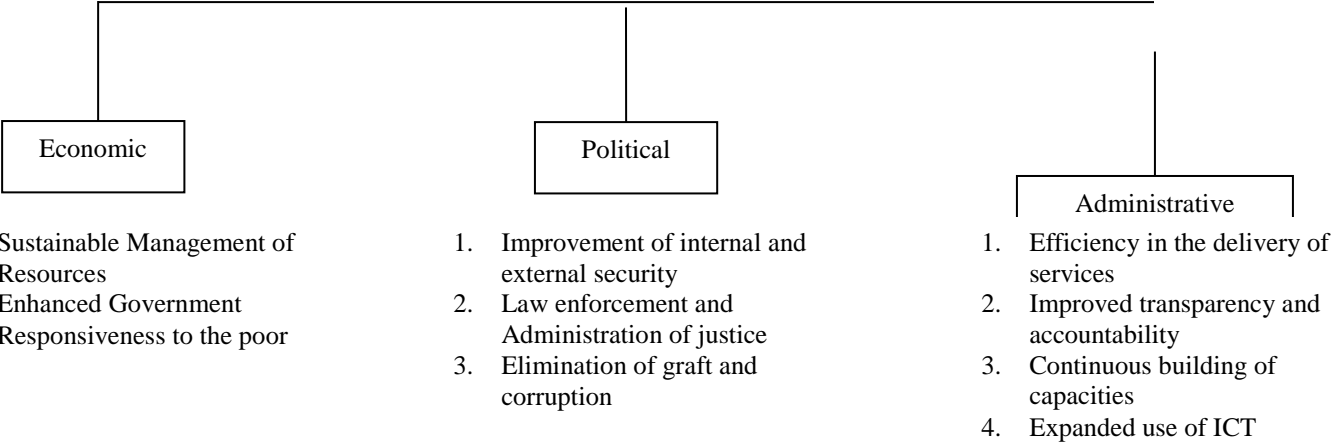 Economic
Sustainable Management of
Resources
Enhanced Government
Responsiveness to the poor
Political
1. Improvement of internal and
external security
2. Law enforcement and
Administration of justice
3. Elimination of graft and
corruption
Administrative
1. Efficiency in the delivery of
services
2. Improved transparency and
accountability
3. Continuous building of
capacities
4. Expanded use of ICT